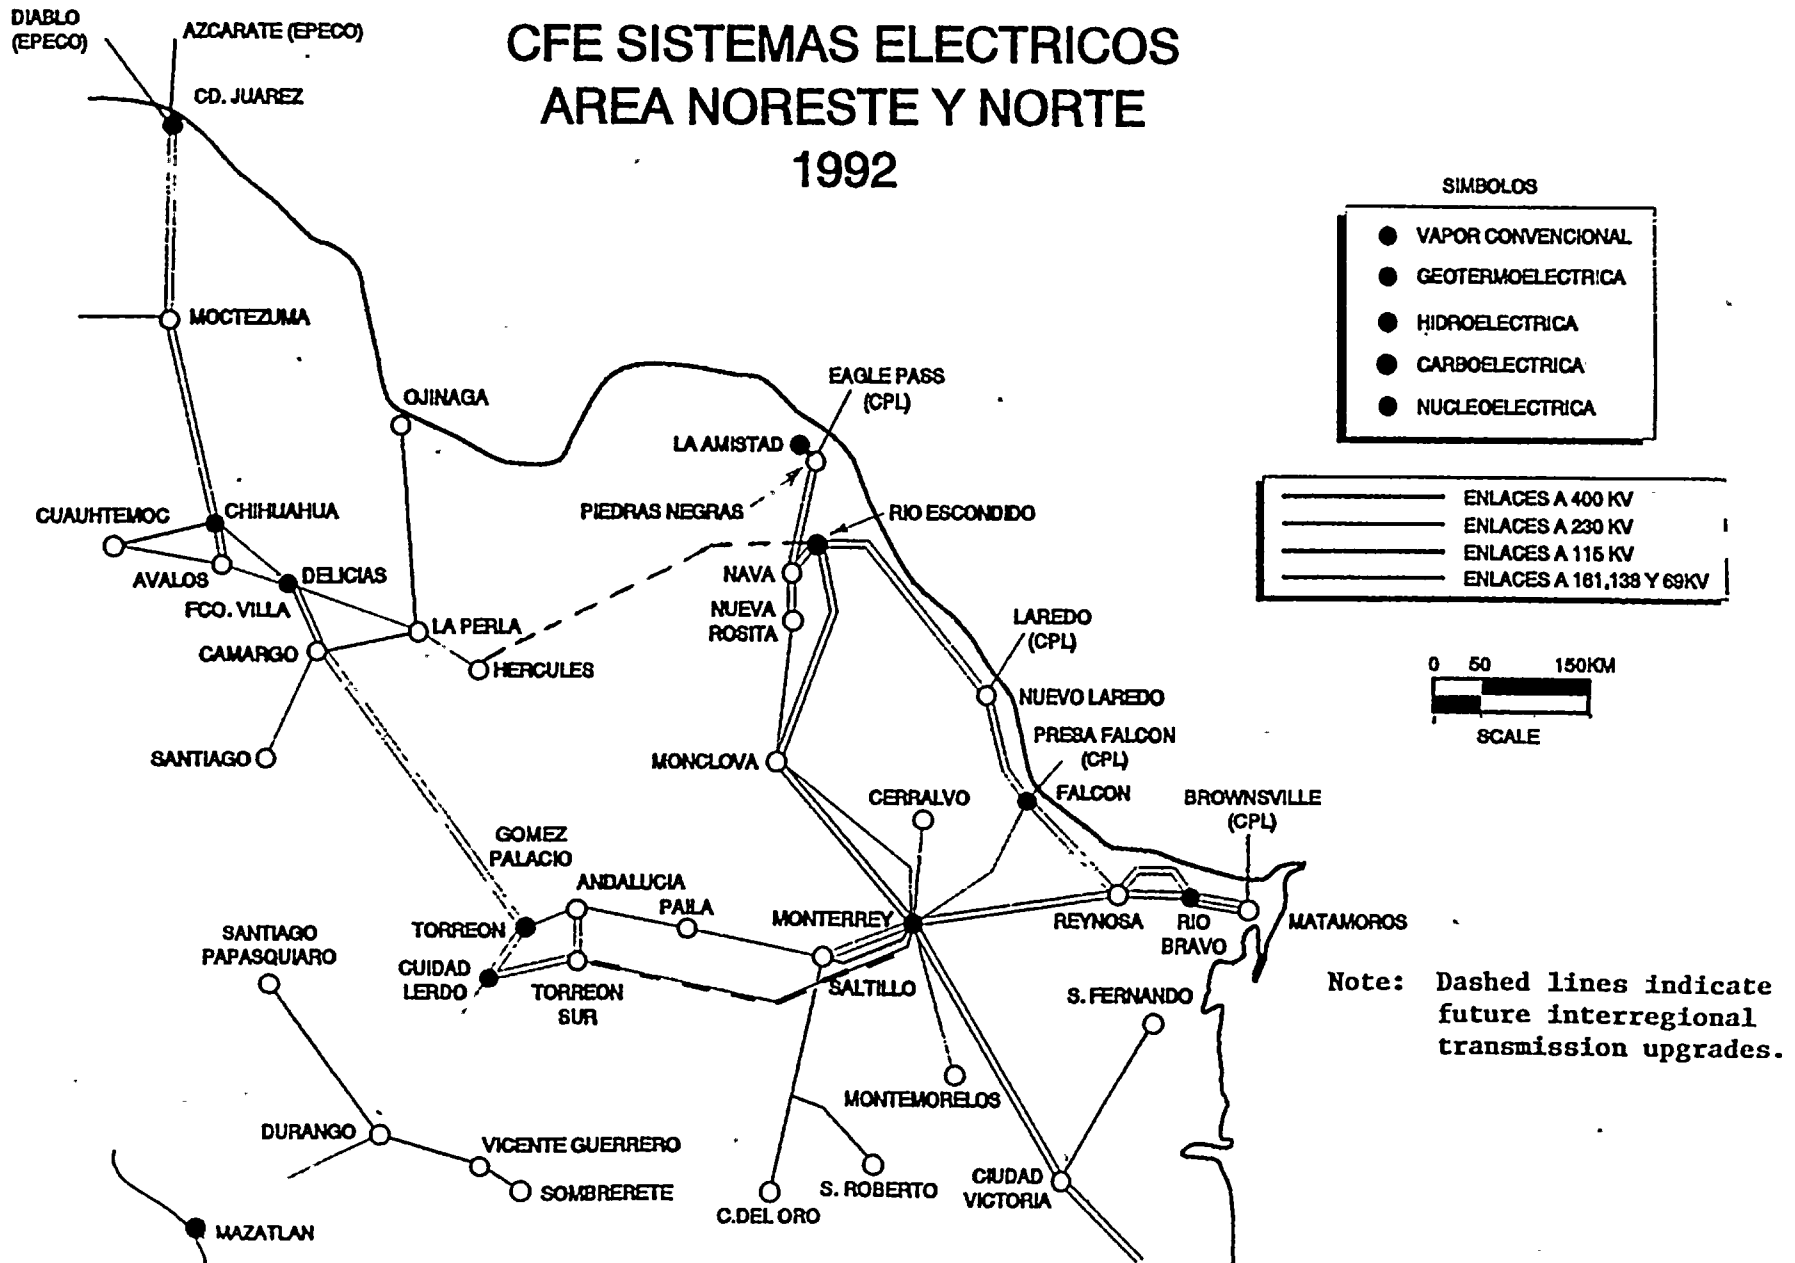 DIABLO
(EPECO)
AZCARATE (EPECO)
CFE SISTEMAS ELECTRICOS
AREA NORESTE Y NORTE
1992
CD. JUAREZ
SIMBOLOS
VAPOR CONVENCIONAL
GEOTERMOELECTRICA
HIDROELECTRICA
CARBOELECTRICA
NUCLEOELECTRICA
MOCTEZUMA
OJINAGA
EAGLE PASS
(CPL)
LA AMISTAD
PIEDRAS NEGRAS
RIO ESCONDIDO
ENLACES A 400 KV
ENLACES A 230 KV
ENLACES A 115 KV
ENLACES A 161,138 Y 69KV
CUAUHTEMOC
CHIHUAHUA
AVALOS
DELICIAS
FCO. VILLA
NAVA
NUEVA
ROSITA
LA PERLA
CAMARGO
HERCULES
LAREDO
(CPL)
NUEVO LAREDO
0 50 150KM
SCALE
SANTIAGO
MONCLOVA
PRESA FALCON
(CPL)
FALCON
CERRALVO
BROWNSVILLE
(CPL)
GOMEZ
PALACIO
ANDALUCIA
PAILA
TORREON
MONTERREY
REYNOSA
RIO
BRAVO
MATAMOROS
SANTIAGO
PAPASQUIARO
CUIDAD
LERDO
TORREON
SUR
SALTILLO
S. FERNANDO
Note: Dashed lines indicate
future interregional
transmission upgrades.
MONTEMORELOS
DURANGO
VICENTE GUERRERO
SOMBRERETE
C.DEL ORO
S. ROBERTO
CIUDAD
VICTORIA
MAZATLAN